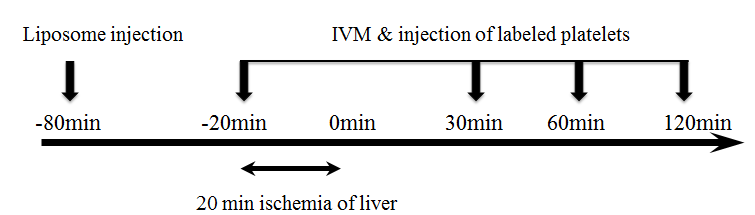 Liposome injection
IVM & injection of labeled platelets
-80min
-20min
0min
30min
60min
120min
20 min ischemia of liver